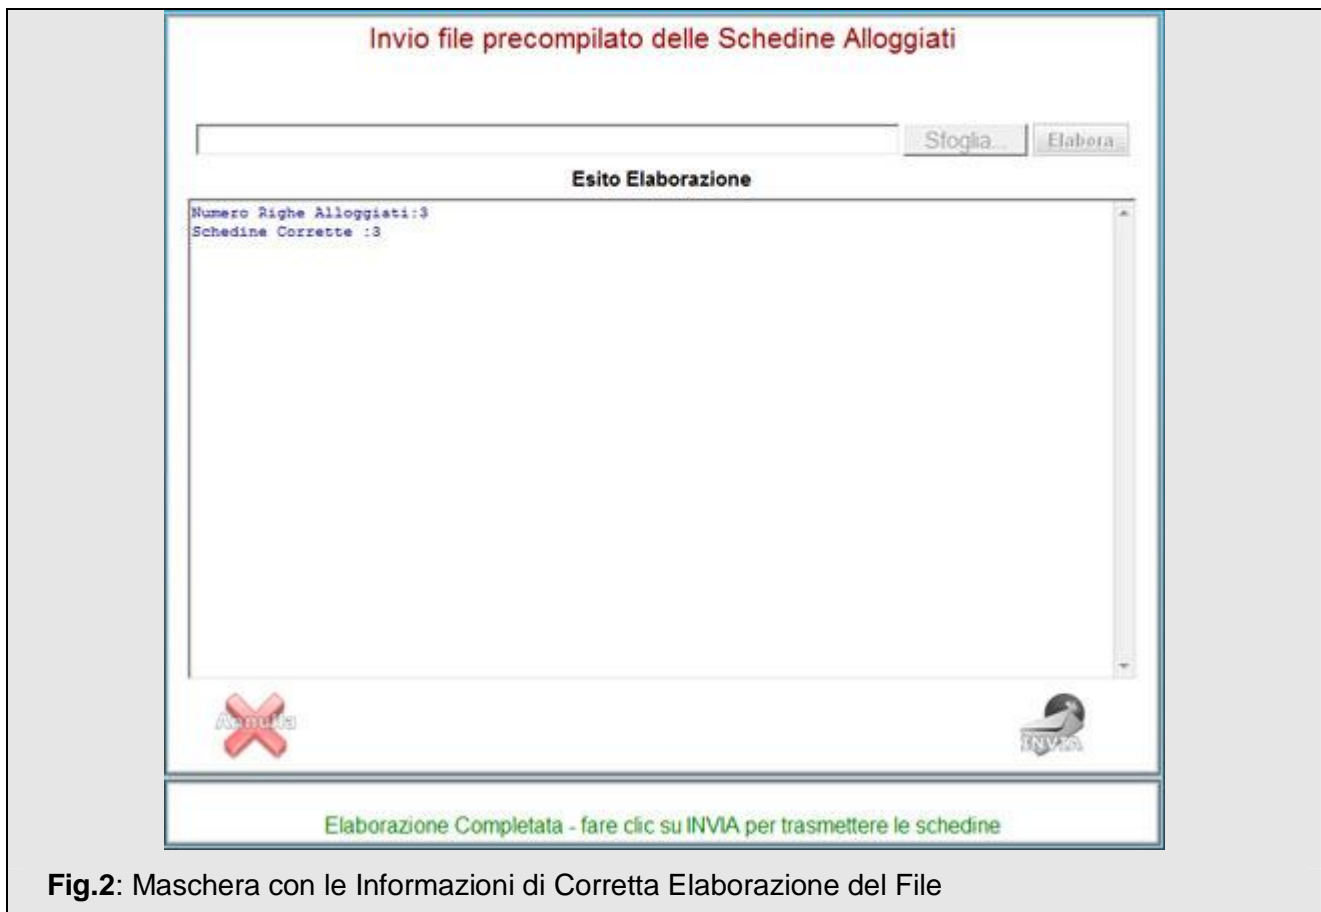 Invio file precompilato delle Schedine Alloggiati
Sfoglia... Elabora
Esito Elaborazione
Numero Righe Alloggiati:3
Schedine Corrette :3
Annulla
INVIA
Elaborazione Completata - fare clic su INVIA per trasmettere le schedine
Fig.2: Maschera con le Informazioni di Corretta Elaborazione del File